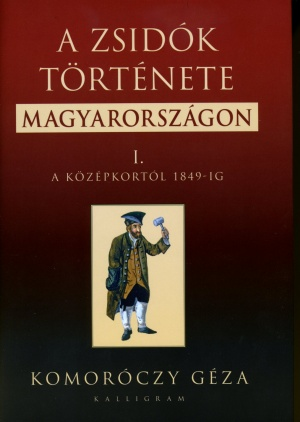 A ZSIDÓK
TÖRTÉNETE
MAGYARORSZÁGON
I.
A KÖZÉPKORTÓL 1849-IG
KOMORÓCZY GÉZA
KALLIGRAM